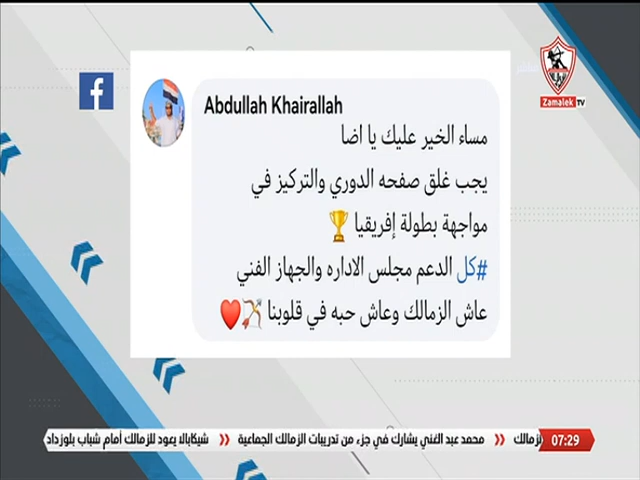 Zamalek TV
Abdullah Khairallah
مساء الخير عليك يا اضا
يجب غلق صفحه الدوري والتركيز في
مواجهة بطولة إفريقيا 🏆
#كل الدعم مجلس الاداره والجهاز الفني
عاش الزمالك وعاش حبه في قلوبنا 🏹❤️
07:29 لزمالك » محمد عبد الغني يشارك في جزء من تدريبات الزمالك الجماعية » شيكابالا يعود للزمالك أمام شباب بلوزداد